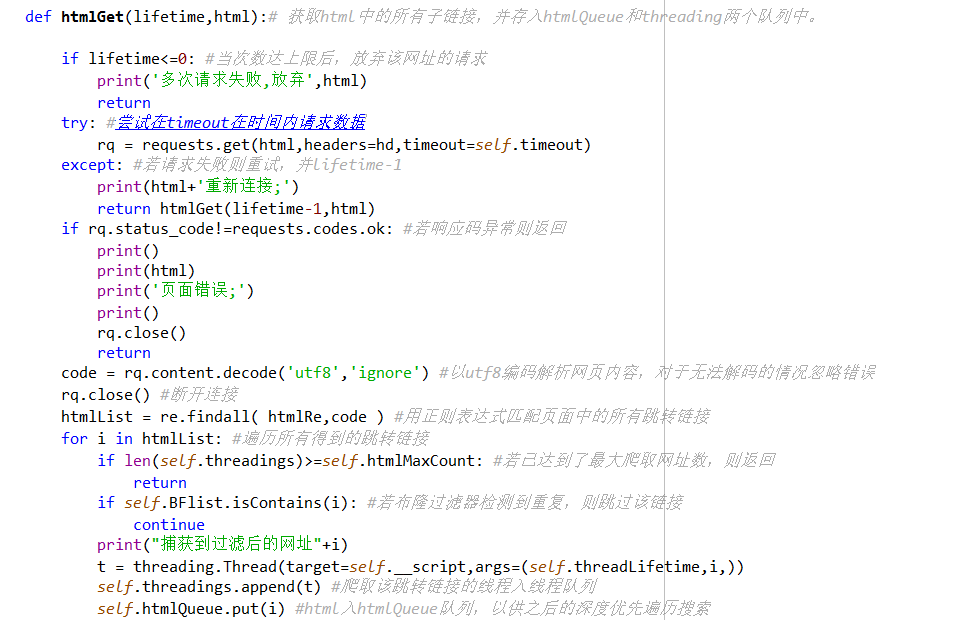 def htmlGet(lifetime,html):# 获取html中的所有子链接，并存入htmlQueue和threading两个队列中。
if lifetime<=0: #当次数达上限后，放弃该网址的请求
print('多次请求失败,放弃',html)
return
try: #尝试在timeout在时间内请求数据
rq = requests.get(html,headers=hd,timeout=self.timeout)
except: #若请求失败则重试，并lifetime-1
print(html+'重新连接;')
return htmlGet(lifetime-1,html)
if rq.status_code!=requests.codes.ok: #若响应码异常则返回
print()
print(html)
print('页面错误;')
print()
rq.close()
return
code = rq.content.decode('utf8','ignore') #以utf8编码解析网页内容，对于无法解码的情况忽略错误
rq.close() #断开连接
htmlList = re.findall( htmlRe,code ) #用正则表达式匹配页面中的所有跳转链接
for i in htmlList: #遍历所有得到的跳转链接
if len(self.threadings)>=self.htmlMaxCount: #若已达到了最大爬取网址数，则返回
return
if self.BFlist.isContains(i): #若布隆过滤器检测到重复，则跳过该链接
continue
print("捕获到过滤后的网址"+i)
t = threading.Thread(target=self.__script,args=(self.threadLifetime,i,))
self.threadings.append(t) #爬取该跳转链接的线程入线程队列
self.htmlQueue.put(i) #html入htmlQueue队列，以供之后的深度优先遍历搜索